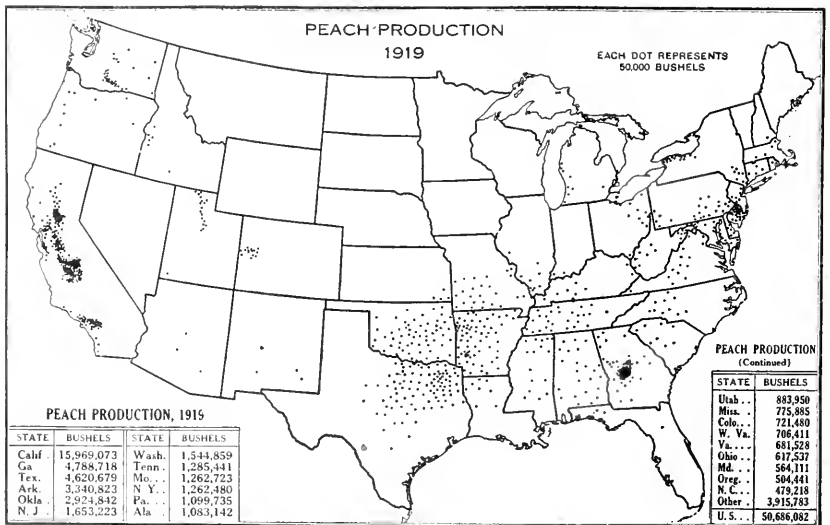 PEACH PRODUCTION
1919
EACH DOT REPRESENTS
50,000 BUSHELS
PEACH PRODUCTION, 1919
STATE BUSHELS STATE BUSHELS
Calif . 15,969,073 Wash. 1,544,859
Ga 4,788,718 Tenn . 1,285,441
Tex. 4,620,679 Mo... 1,262,723
Ark. 3,340,823 N Y.. 1,262,480
Okla . 2,924,842 Pa. . . 1,099,735
N. J . 1,653,223 Ala . 1,083,142
PEACH PRODUCTION
(Continued)
STATE BUSHELS
Utah . . 883,950
Miss. . 775,885
Colo. . . 721,480
W. Va. 706,411
Va. . . . 681,528
Ohio . . 617,537
Md. . . 564,111
Oreg. . . 504,441
N. C. . . 479,218
Other . 3,915,783
U. S. . . 50,686,082